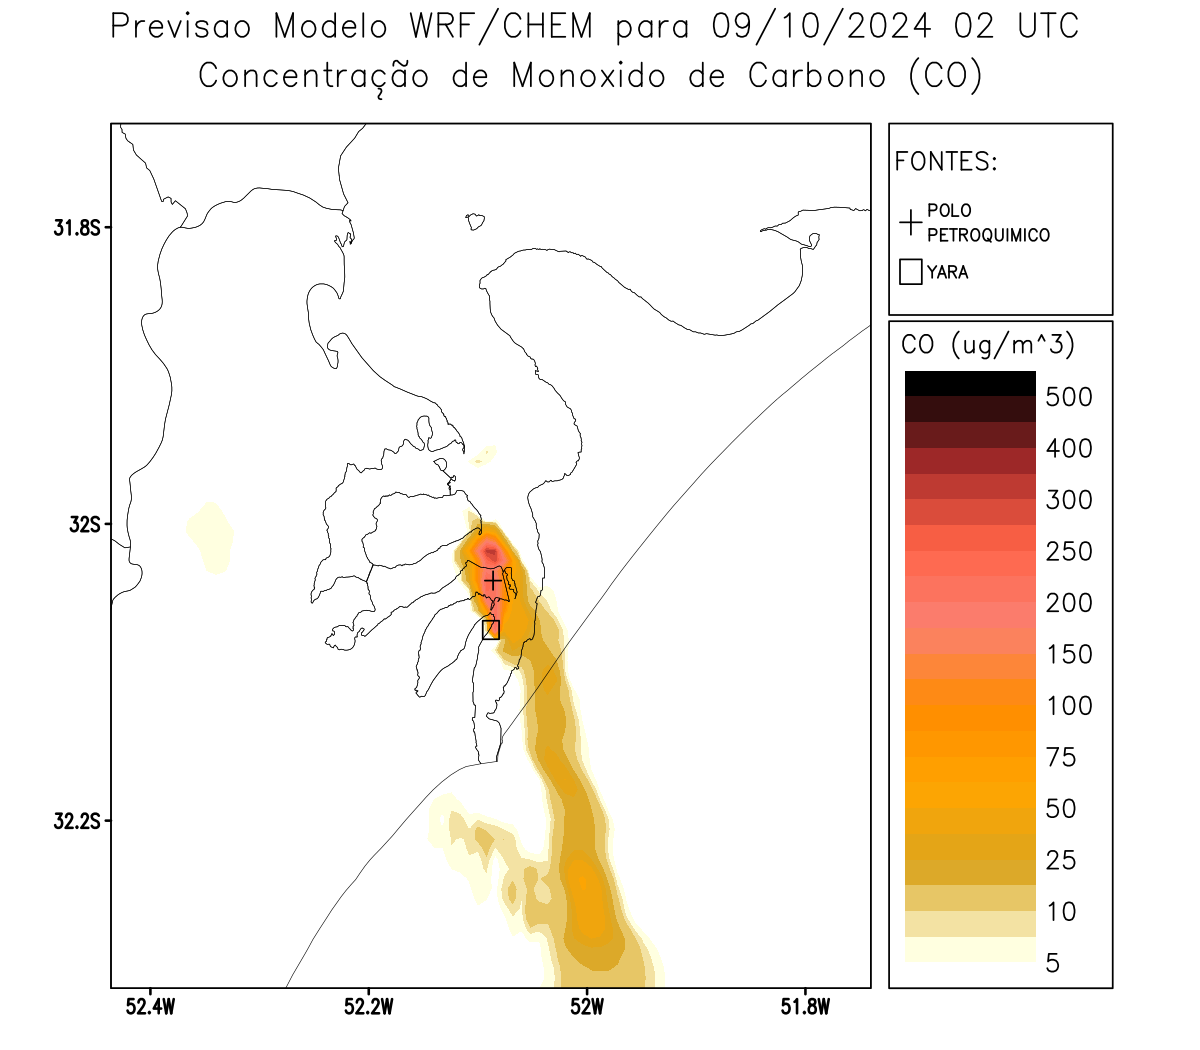 Previsao Modelo WRF/CHEM para 09/10/2024 02 UTC
Concentração de Monoxido de Carbono (CO)
FONTES:
POLO
PETROQUIMICO
YARA
CO (ug/m^3)
500
400
300
250
200
150
100
75
50
25
10
5
31.8S
32S
32.2S
52.4W
52.2W
52W
51.8W